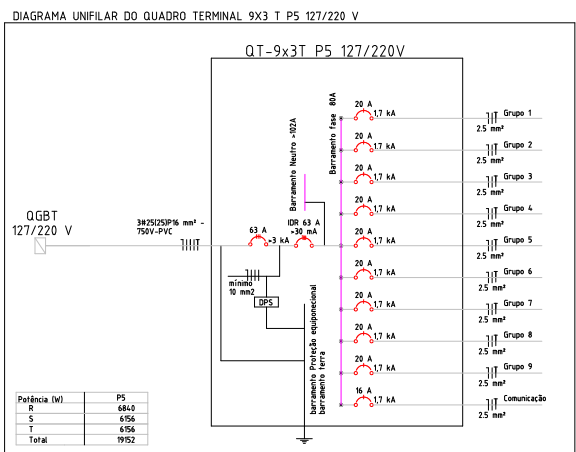 DIAGRAMA UNIFILAR DO QUADRO TERMINAL 9X3 T P5 127/220 V
QT-9x3T P5 127/220V
QGBT
127/220 V
3#25(25)P16 mm² -
750V-PVC
63 A
>3 kA
IDR 63 A
>30 mA
Barramento Neutro >102A
Barramento fase 80A
mínimo
10 mm2
DPS
barramento Proteção equiponecional
barramento terra
20 A
1,7 kA
Grupo 1
2.5 mm²
20 A
1,7 kA
Grupo 2
2.5 mm²
20 A
1,7 kA
Grupo 3
2.5 mm²
20 A
1,7 kA
Grupo 4
2.5 mm²
20 A
1,7 kA
Grupo 5
2.5 mm²
20 A
1,7 kA
Grupo 6
2.5 mm²
20 A
1,7 kA
Grupo 7
2.5 mm²
20 A
1,7 kA
Grupo 8
2.5 mm²
20 A
1,7 kA
Grupo 9
2.5 mm²
16 A
1,7 kA
Comunicação
2.5 mm²
Potência (W) P5
R 6840
S 6156
T 6156
Total 19152